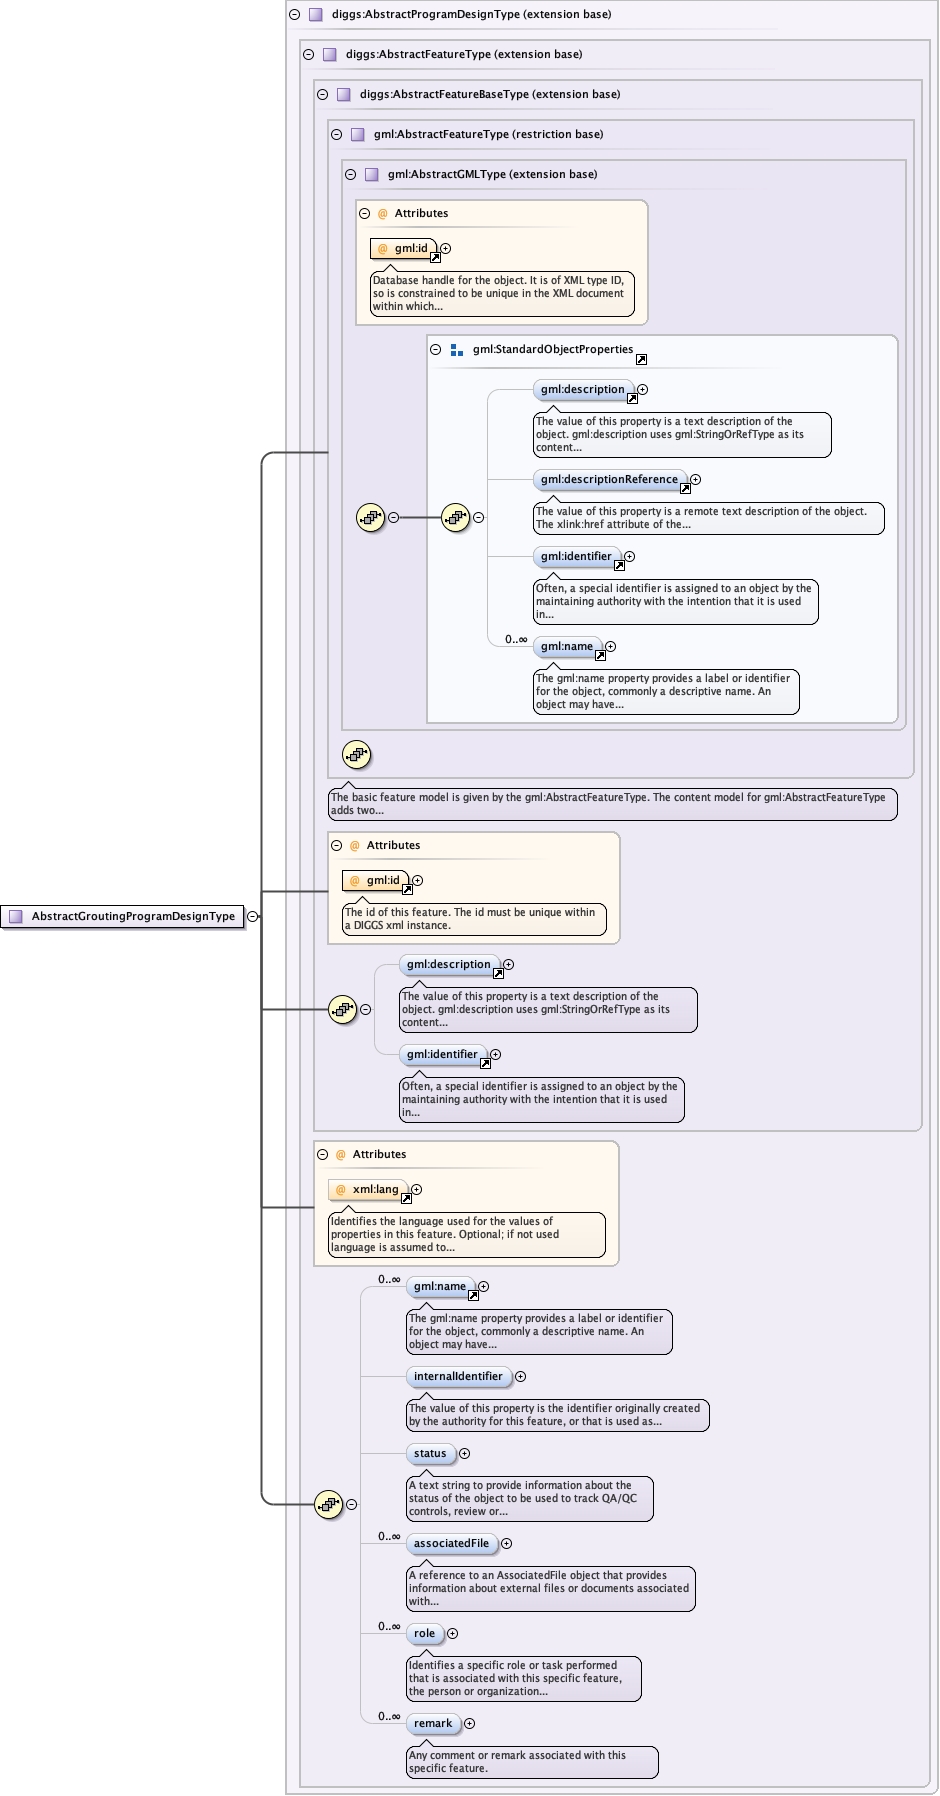 diggs:AbstractProgramDesignType (extension base)
diggs:AbstractFeatureType (extension base)
diggs:AbstractFeatureBaseType (extension base)
gml:AbstractFeatureType (restriction base)
gml:AbstractGMLType (extension base)
@ Attributes
@ gml:id
Database handle for the object. It is of XML type ID,
so is constrained to be unique in the XML document
within which...
gml:StandardObjectProperties
gml:description
The value of this property is a text description of the
object. gml:description uses gml:StringOrRefType as its
content...
gml:descriptionReference
The value of this property is a remote text description of the object.
The xlink:href attribute of the...
gml:identifier
Often, a special identifier is assigned to an object by the
maintaining authority with the intention that it is used
in...
0..∞
gml:name
The gml:name property provides a label or identifier
for the object, commonly a descriptive name. An
object may have...
The basic feature model is given by the gml:AbstractFeatureType. The content model for gml:AbstractFeatureType
adds two...
@ Attributes
@ gml:id
The id of this feature. The id must be unique within
a DIGGS xml instance.
AbstractGroutingProgramDesignType
gml:description
The value of this property is a text description of the
object. gml:description uses gml:StringOrRefType as its
content...
gml:identifier
Often, a special identifier is assigned to an object by the
maintaining authority with the intention that it is used
in...
@ Attributes
@ xml:lang
Identifies the language used for the values of
properties in this feature. Optional; if not used
language is assumed to...
0..∞
gml:name
The gml:name property provides a label or identifier
for the object, commonly a descriptive name. An
object may have...
internalIdentifier
The value of this property is the identifier originally created
by the authority for this feature, or that is used as...
status
A text string to provide information about the
status of the object to be used to track QA/QC
controls, review or...
0..∞
associatedFile
A reference to an AssociatedFile object that provides
information about external files or documents associated
with...
0..∞
role
Identifies a specific role or task performed
that is associated with this specific feature,
the person or organization...
0..∞
remark
Any comment or remark associated with this
specific feature.